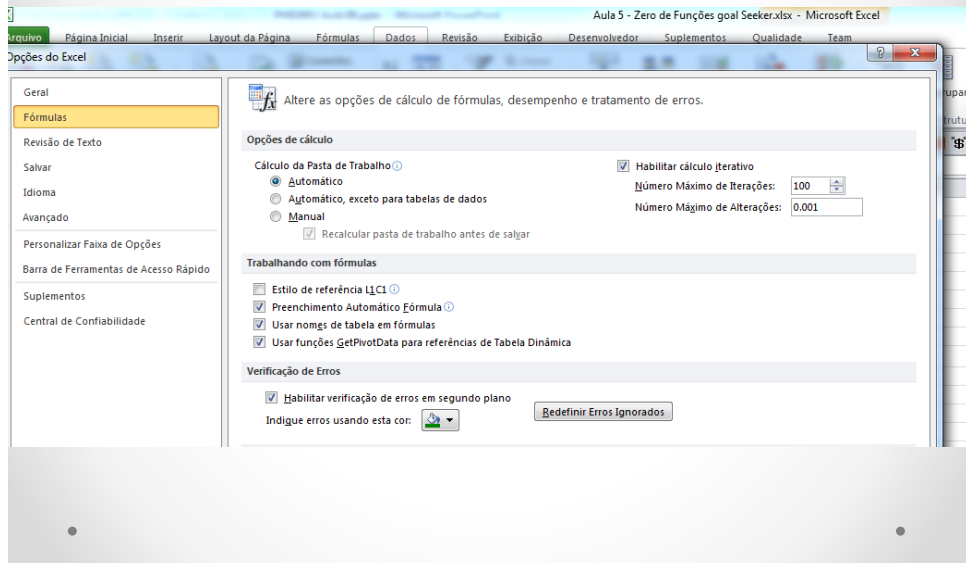 Aula 5 - Zero de Funções goal Seeker.xlsx - Microsoft Excel
Arquivo Página Inicial Inserir Layout da Página Fórmulas Dados Revisão Exibição Desenvolvedor Suplementos Qualidade Team
Opções do Excel
Geral
Fórmulas
Revisão de Texto
Salvar
Idioma
Avançado
Personalizar Faixa de Opções
Barra de Ferramentas de Acesso Rápido
Suplementos
Central de Confiabilidade
Altere as opções de cálculo de fórmulas, desempenho e tratamento de erros.
Opções de cálculo
Cálculo da Pasta de Trabalho
Automático
Automático, exceto para tabelas de dados
Manual
Recalcular pasta de trabalho antes de salvar
Habilitar cálculo iterativo
Número Máximo de Iterações: 100
Número Máximo de Alterações: 0.001
Trabalhando com fórmulas
Estilo de referência L1C1
Preenchimento Automático Fórmula
Usar nomes de tabela em fórmulas
Usar funções GetPivotData para referências de Tabela Dinâmica
Verificação de Erros
Habilitar verificação de erros em segundo plano
Indique erros usando esta cor:
Redefinir Erros Ignorados